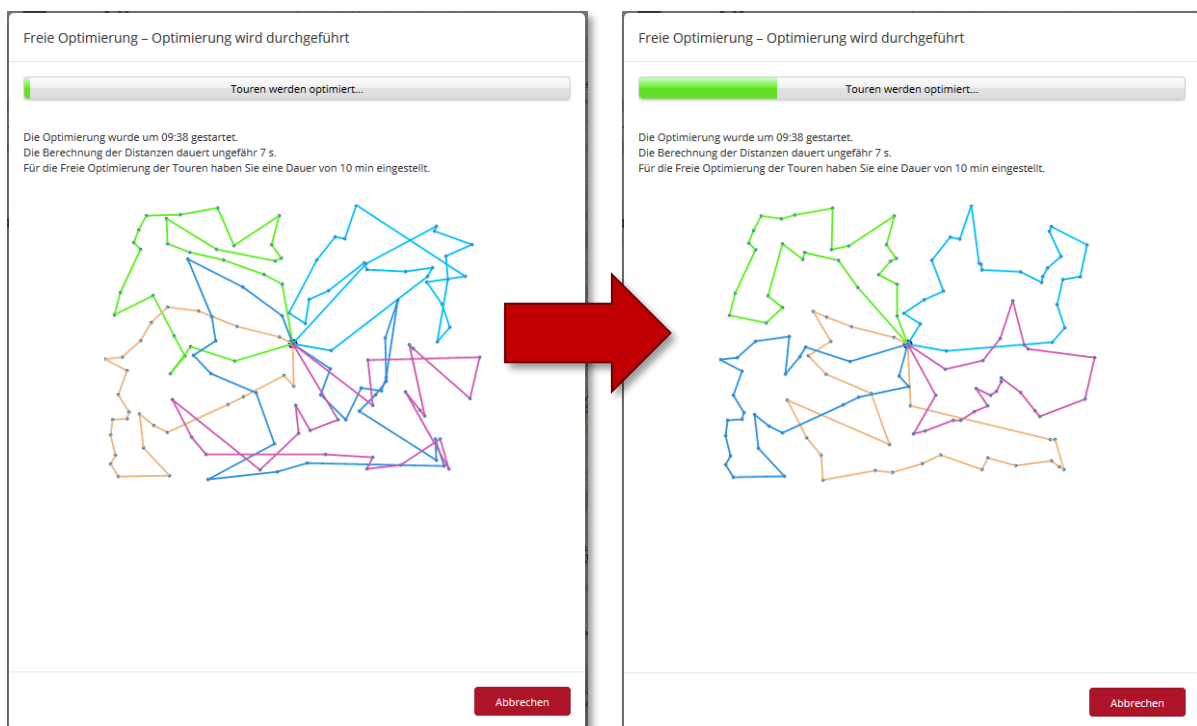 Freie Optimierung – Optimierung wird durchgeführt
Touren werden optimiert...
Die Optimierung wurde um 09:38 gestartet.
Die Berechnung der Distanzen dauert ungefähr 7 s.
Für die Freie Optimierung der Touren haben Sie eine Dauer von 10 min eingestellt.
Abbrechen
Freie Optimierung – Optimierung wird durchgeführt
Touren werden optimiert...
Die Optimierung wurde um 09:38 gestartet.
Die Berechnung der Distanzen dauert ungefähr 7 s.
Für die Freie Optimierung der Touren haben Sie eine Dauer von 10 min eingestellt.
Abbrechen